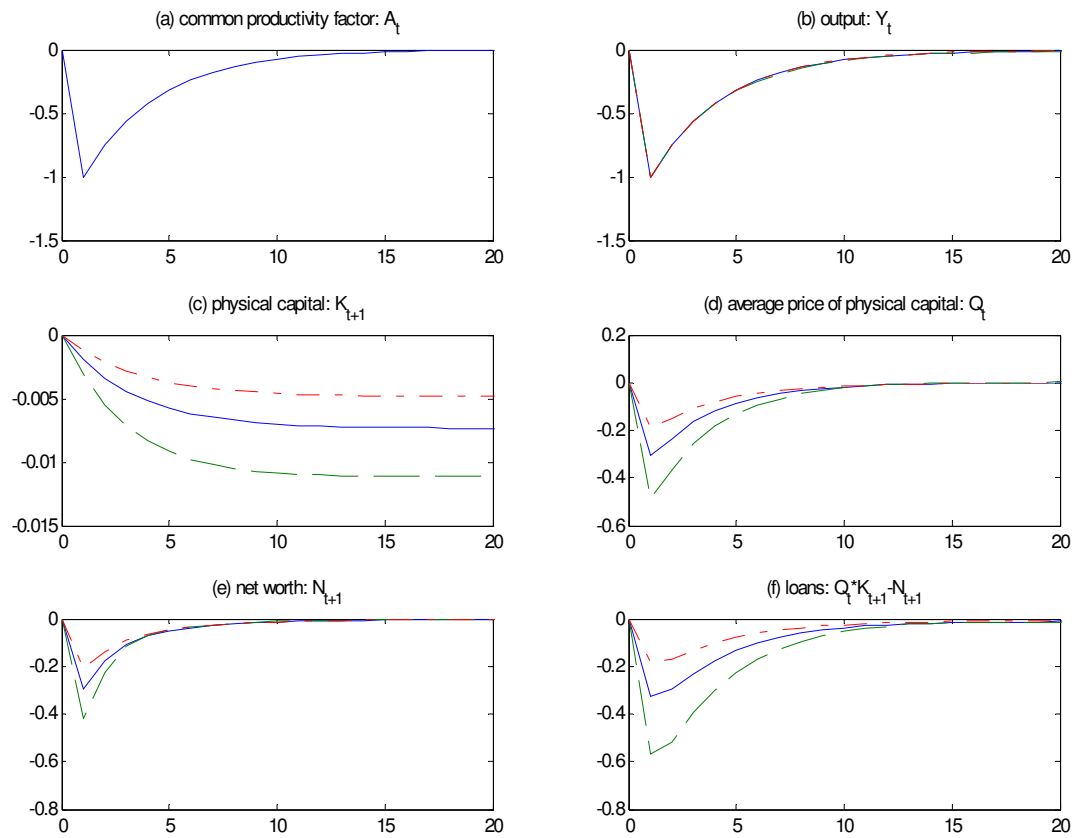 (a) common productivity factor: A_t
0
-0.5
-1
-1.5
0 5 10 15 20
(b) output: Y_t
0
-0.5
-1
-1.5
0 5 10 15 20
(c) physical capital: K_{t+1}
0
-0.005
-0.01
-0.015
0 5 10 15 20
(d) average price of physical capital: Q_t
0.2
0
-0.2
-0.4
-0.6
0 5 10 15 20
(e) net worth: N_{t+1}
0
-0.2
-0.4
-0.6
-0.8
0 5 10 15 20
(f) loans: Q_t*K_{t+1}-N_{t+1}
0
-0.2
-0.4
-0.6
-0.8
0 5 10 15 20